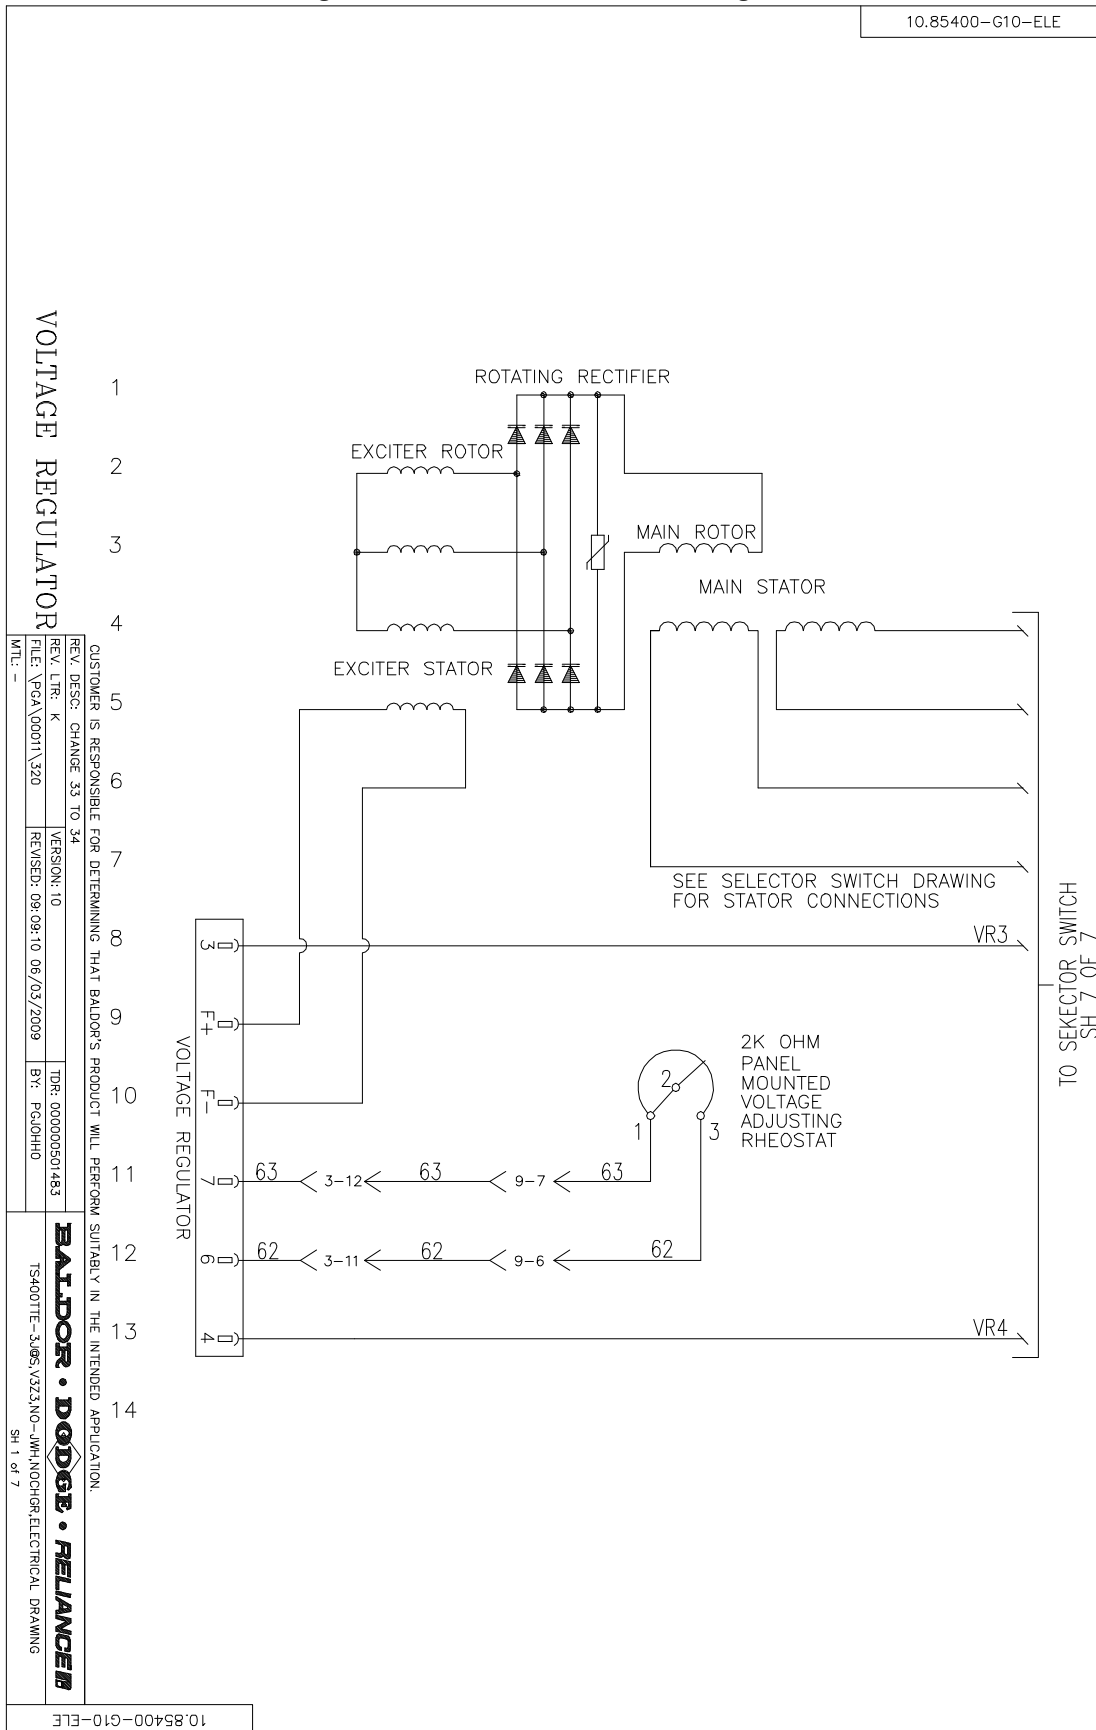 10.85400-G10-ELE
ROTATING RECTIFIER
EXCITER ROTOR
MAIN ROTOR
MAIN STATOR
EXCITER STATOR
SEE SELECTOR SWITCH DRAWING
FOR STATOR CONNECTIONS
VR3
2K OHM
PANEL
MOUNTED
VOLTAGE
ADJUSTING
RHEOSTAT
2
1
3
63
3-12
63
9-7
63
62
3-11
62
9-6
62
VR4
1
2
3
4
5
6
7
8
9
10
11
12
13
14
3
F+
F-
7
6
4
VOLTAGE REGULATOR
TO SEKECTOR SWITCH
SH 7 OF 7
VOLTAGE REGULATOR
CUSTOMER IS RESPONSIBLE FOR DETERMINING THAT BALDOR'S PRODUCT WILL PERFORM SUITABLY IN THE INTENDED APPLICATION.
REV. DESC: CHANGE 33 TO 34
REV. LTR: K
VERSION: 10
TDR: 000000501483
FILE: \PGA\00011\320
REVISED: 09:09:10 06/03/2009
BY: PGJOHH0
MTL: -
BALDOR • DODGE • RELIANCE
TS400TTE-3J@S,V3Z3,NO-JWH,NOCHGR,ELECTRICAL DRAWING
SH 1 of 7
10.85400-G10-ELE